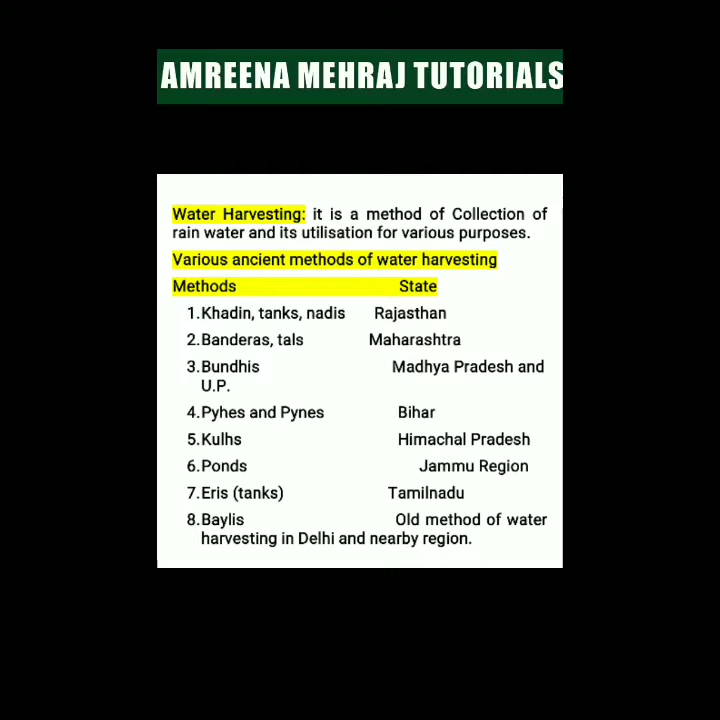 AMREENA MEHRAJ TUTORIALS
Water Harvesting: it is a method of Collection of
rain water and its utilisation for various purposes.
Various ancient methods of water harvesting
Methods State
1.Khadin, tanks, nadis Rajasthan
2.Banderas, tals Maharashtra
3.Bundhis Madhya Pradesh and
U.P.
4.Pyhes and Pynes Bihar
5.Kulhs Himachal Pradesh
6.Ponds Jammu Region
7.Eris (tanks) Tamilnadu
8.Baylis Old method of water
harvesting in Delhi and nearby region.